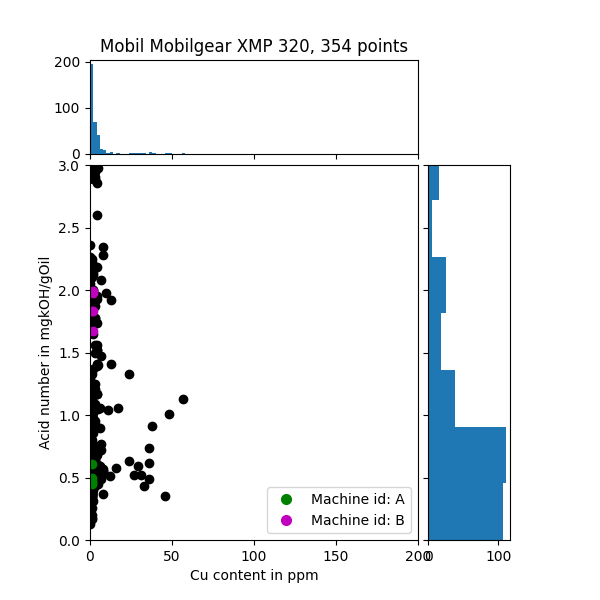 Mobil Mobilgear XMP 320, 354 points
200
100
0
3.0
2.5
2.0
1.5
1.0
0.5
0.0
Acid number in mgkOH/gOil
Machine id: A
Machine id: B
0 50 100 150 200 0 100
Cu content in ppm